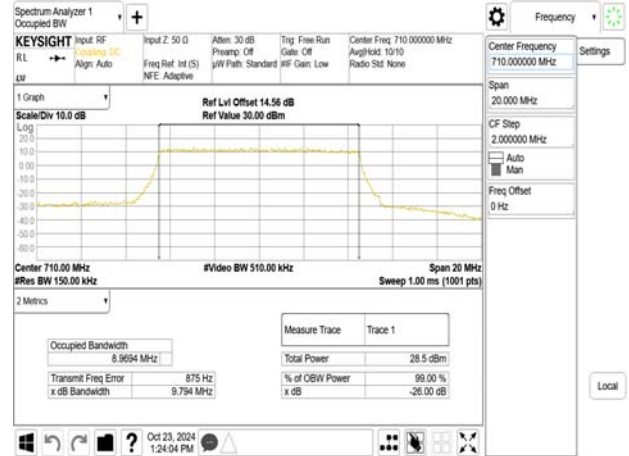 Spectrum Analyzer 1
Occupied BW
+
Frequency
KEYSIGHT
RL
Input: RF
Coupling: DC
Align: Auto
Input Z: 50 Ω
Freq Ref: Int (S)
NFE: Adaptive
Atten: 30 dB
Preamp: Off
µW Path: Standard
Trig: Free Run
Gate: Off
#IF Gain: Low
Center Freq: 710.000000 MHz
Avg|Hold: 10/10
Radio Std: None
Center Frequency
710.000000 MHz
Settings
Span
20.000 MHz
CF Step
2.000000 MHz
Auto
Man
Freq Offset
0 Hz
Local
1 Graph
Scale/Div 10.0 dB
Ref Lvl Offset 14.56 dB
Ref Value 30.00 dBm
Log
20.0
10.0
0.00
-10.0
-20.0
-30.0
-40.0
-50.0
-60.0
Center 710.00 MHz
#Video BW 510.00 kHz
Span 20 MHz
#Res BW 150.00 kHz
Sweep 1.00 ms (1001 pts)
2 Metrics
Measure Trace
Trace 1
Occupied Bandwidth
8.9694 MHz
Total Power
28.5 dBm
Transmit Freq Error
875 Hz
% of OBW Power
99.00 %
x dB Bandwidth
9.794 MHz
x dB
-26.00 dB
?
Oct 23, 2024
1:24:04 PM